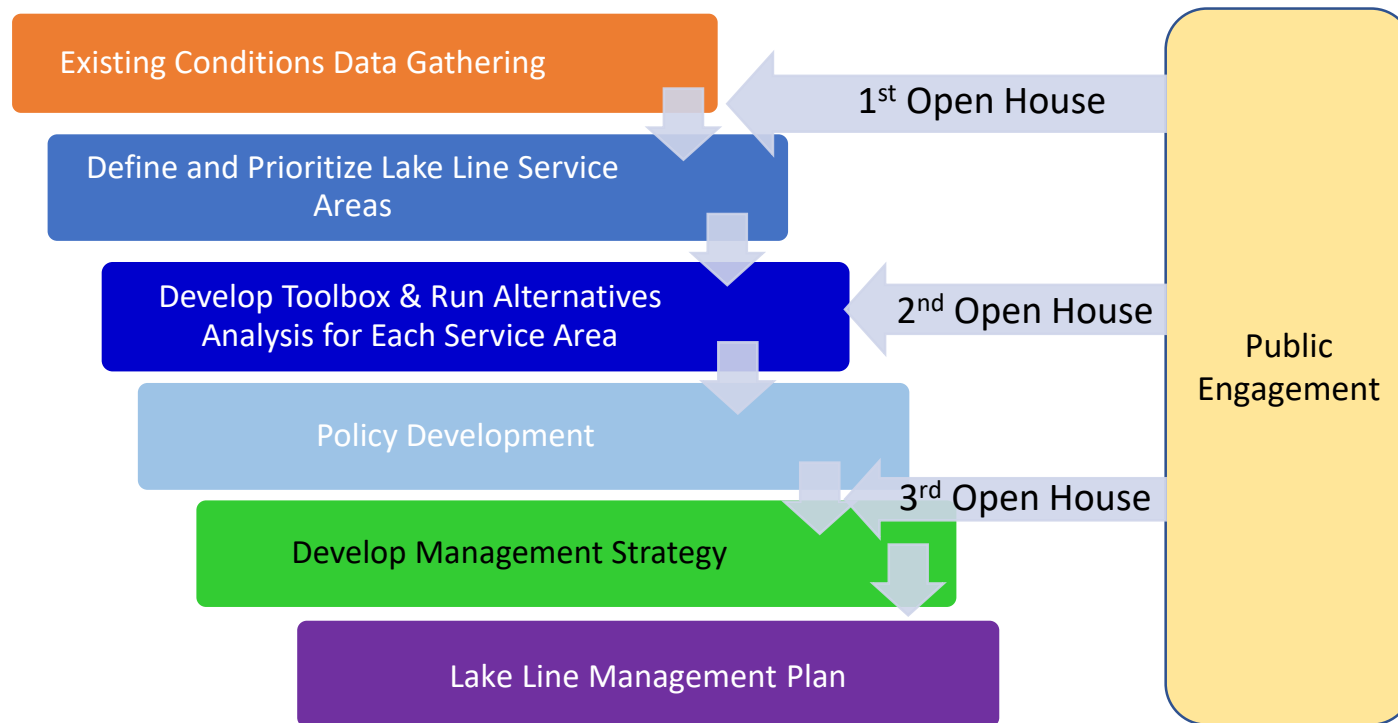 Existing Conditions Data Gathering
1st Open House
Define and Prioritize Lake Line Service
Areas
Develop Toolbox & Run Alternatives
Analysis for Each Service Area
2nd Open House
Public
Engagement
Policy Development
3rd Open House
Develop Management Strategy
Lake Line Management Plan